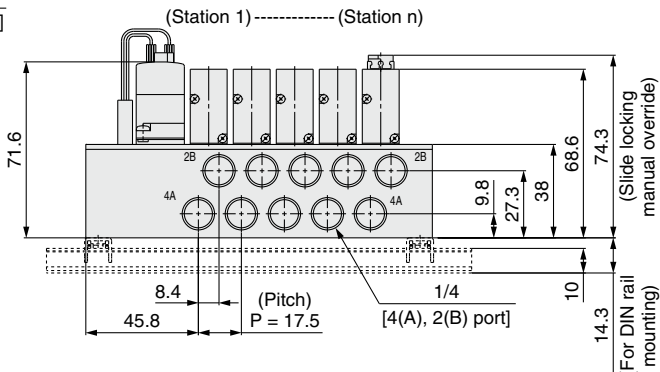 ]
(Station 1) ----------- (Station n)
71.6
2B
2B
4A
4A
9.8
27.3
38
68.6
74.3
(Slide locking
manual override)
8.4
(Pitch)
45.8
P = 17.5
1/4
[4(A), 2(B) port]
10
14.3
(For DIN rail
mounting)